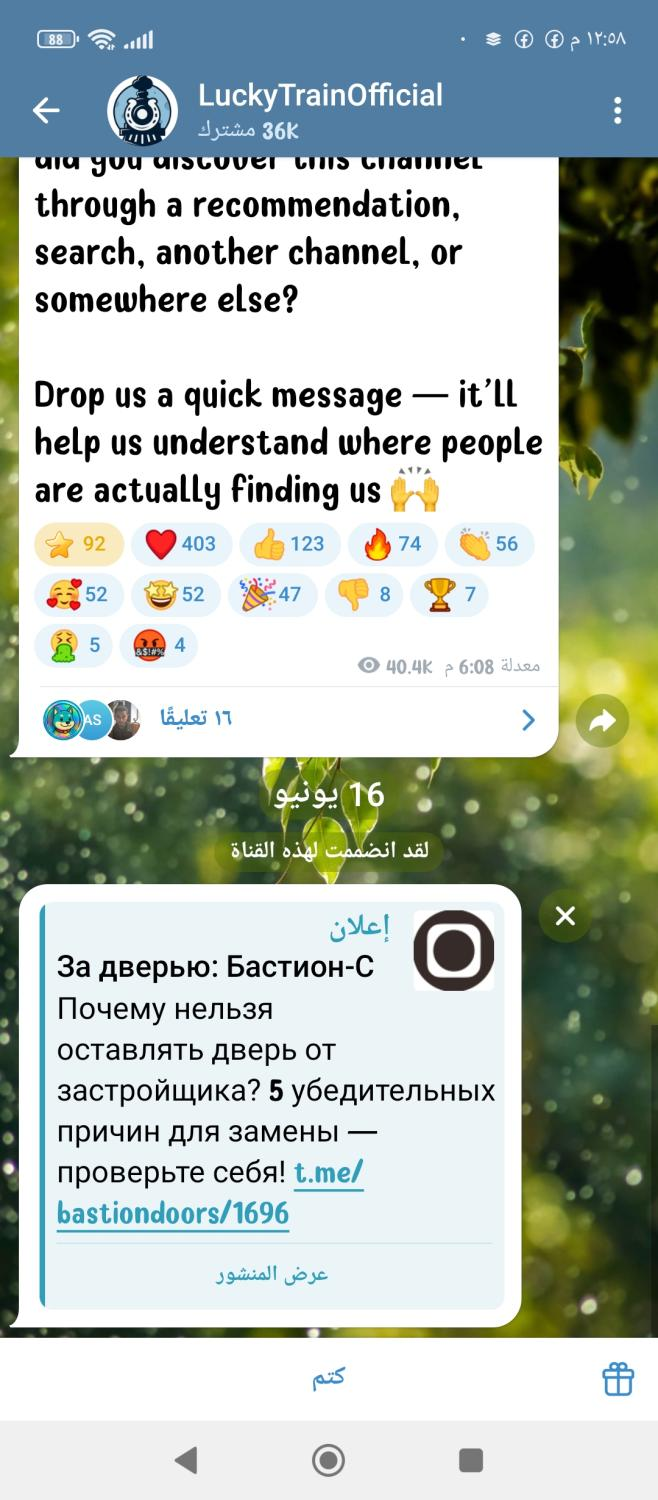 88
١٢:٥٨ م
LuckyTrainOfficial
36K مشترك
did you discover this channel
through a recommendation,
search, another channel, or
somewhere else?
Drop us a quick message — it'll
help us understand where people
are actually finding us 🙌
⭐ 92 ❤️ 403 👍 123 🔥 74 👏 56
🥰 52 🤩 52 🎉 47 👎 8 🏆 7
🤮 5 🤬 4
معدلة 6:08 م 40.4K
AS
١٦ تعليقًا
16 يونيو
لقد انضممت لهذه القناة
إعلان
За дверью: Бастион-С
Почему нельзя
оставлять дверь от
застройщика? 5 убедительных
причин для замены —
проверьте себя! t.me/
bastiondoors/1696
عرض المنشور
كتم